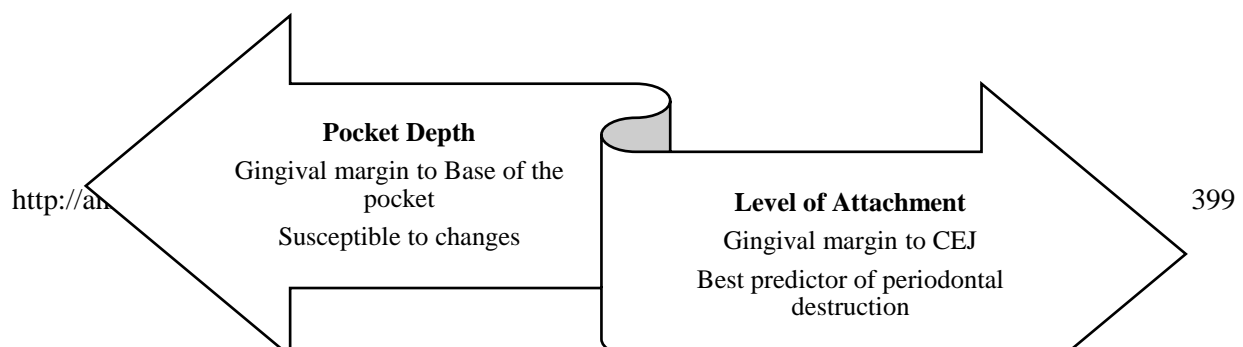 Pocket Depth
Gingival margin to Base of the
pocket
Susceptible to changes
http://
399
Level of Attachment
Gingival margin to CEJ
Best predictor of periodontal
destruction